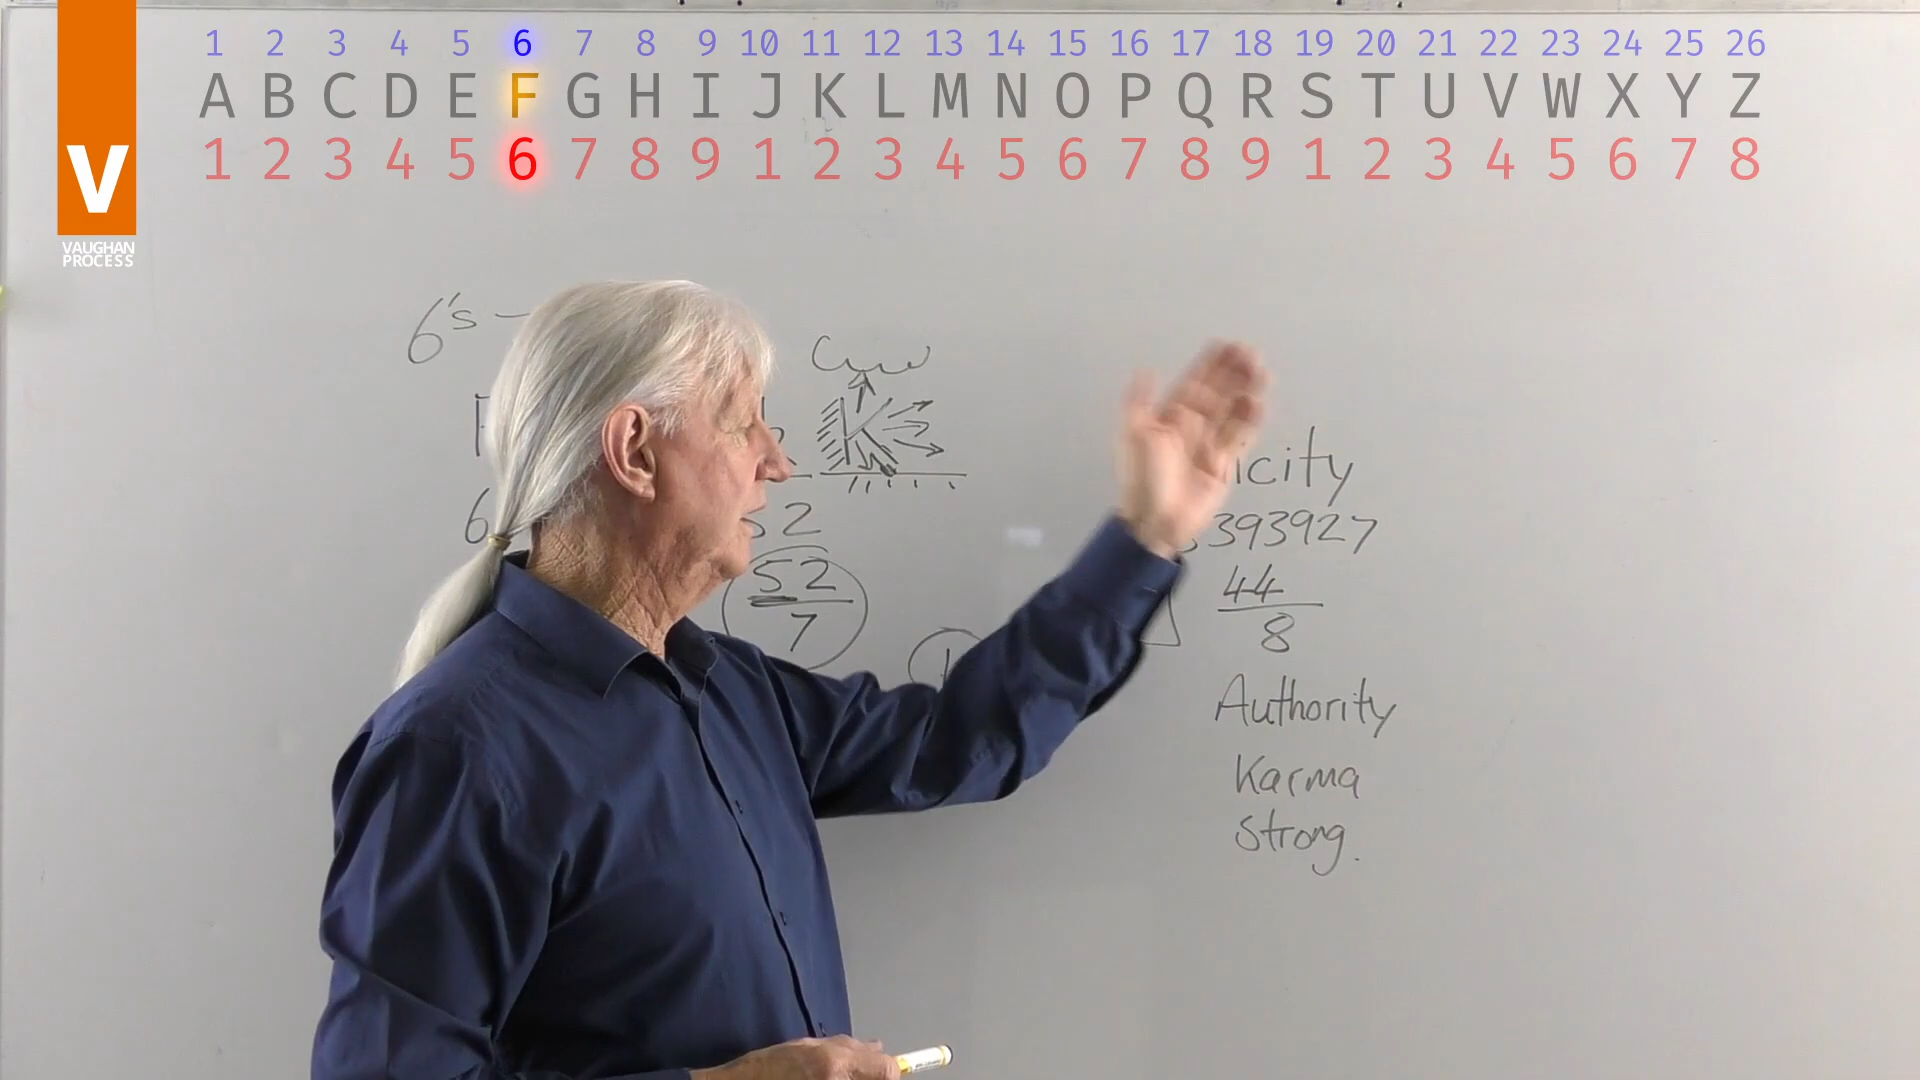 1 2 3 4 5 6 7 8 9 10 11 12 13 14 15 16 17 18 19 20 21 22 23 24 25 26
A B C D E F G H I J K L M N O P Q R S T U V W X Y Z
1 2 3 4 5 6 7 8 9 1 2 3 4 5 6 7 8 9 1 2 3 4 5 6 7 8
V
VAUGHAN
PROCESS
6's –
K
icity
6 52
393927
52
7
44
8
Authority
Karma
Strong.